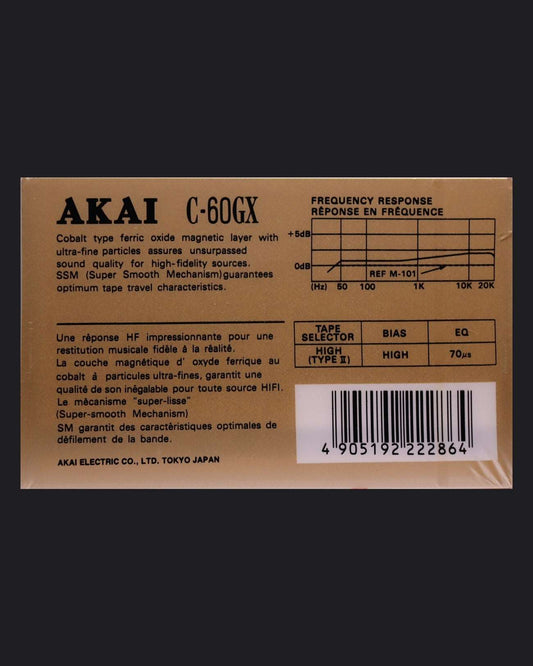 AKAI C-60GX
Cobalt type ferric oxide magnetic layer with
ultra-fine particles assures unsurpassed
sound quality for high-fidelity sources.
SSM (Super Smooth Mechanism)guarantees
optimum tape travel characteristics.
Une réponse HF impressionnante pour une
restitution musicale fidèle à la réalité.
La couche magnétique d' oxyde ferrique au
cobalt à particules ultra-fines, garantit une
qualité de son inégalable pour toute source HIFI.
Le mécanisme "super-lisse"
(Super-smooth Mechanism)
SM garantit des caractéristiques optimales de
défilement de la bande.
AKAI ELECTRIC CO., LTD. TOKYO JAPAN
FREQUENCY RESPONSE
RÉPONSE EN FRÉQUENCE
+5dB
0dB
REF M-101
(Hz) 50 100 1K 10K 20K
TAPE SELECTOR BIAS EQ
HIGH (TYPE II) HIGH 70μs
4 905192 222864